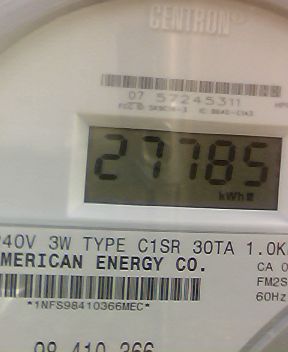 CENTRON
07 57245311
27785
kWh
240V 3W TYPE C1SR 30TA 1.0K
MERICAN ENERGY CO.
CA 0
FM2S
60Hz
*1NFS98410366MEC*
98 410 366